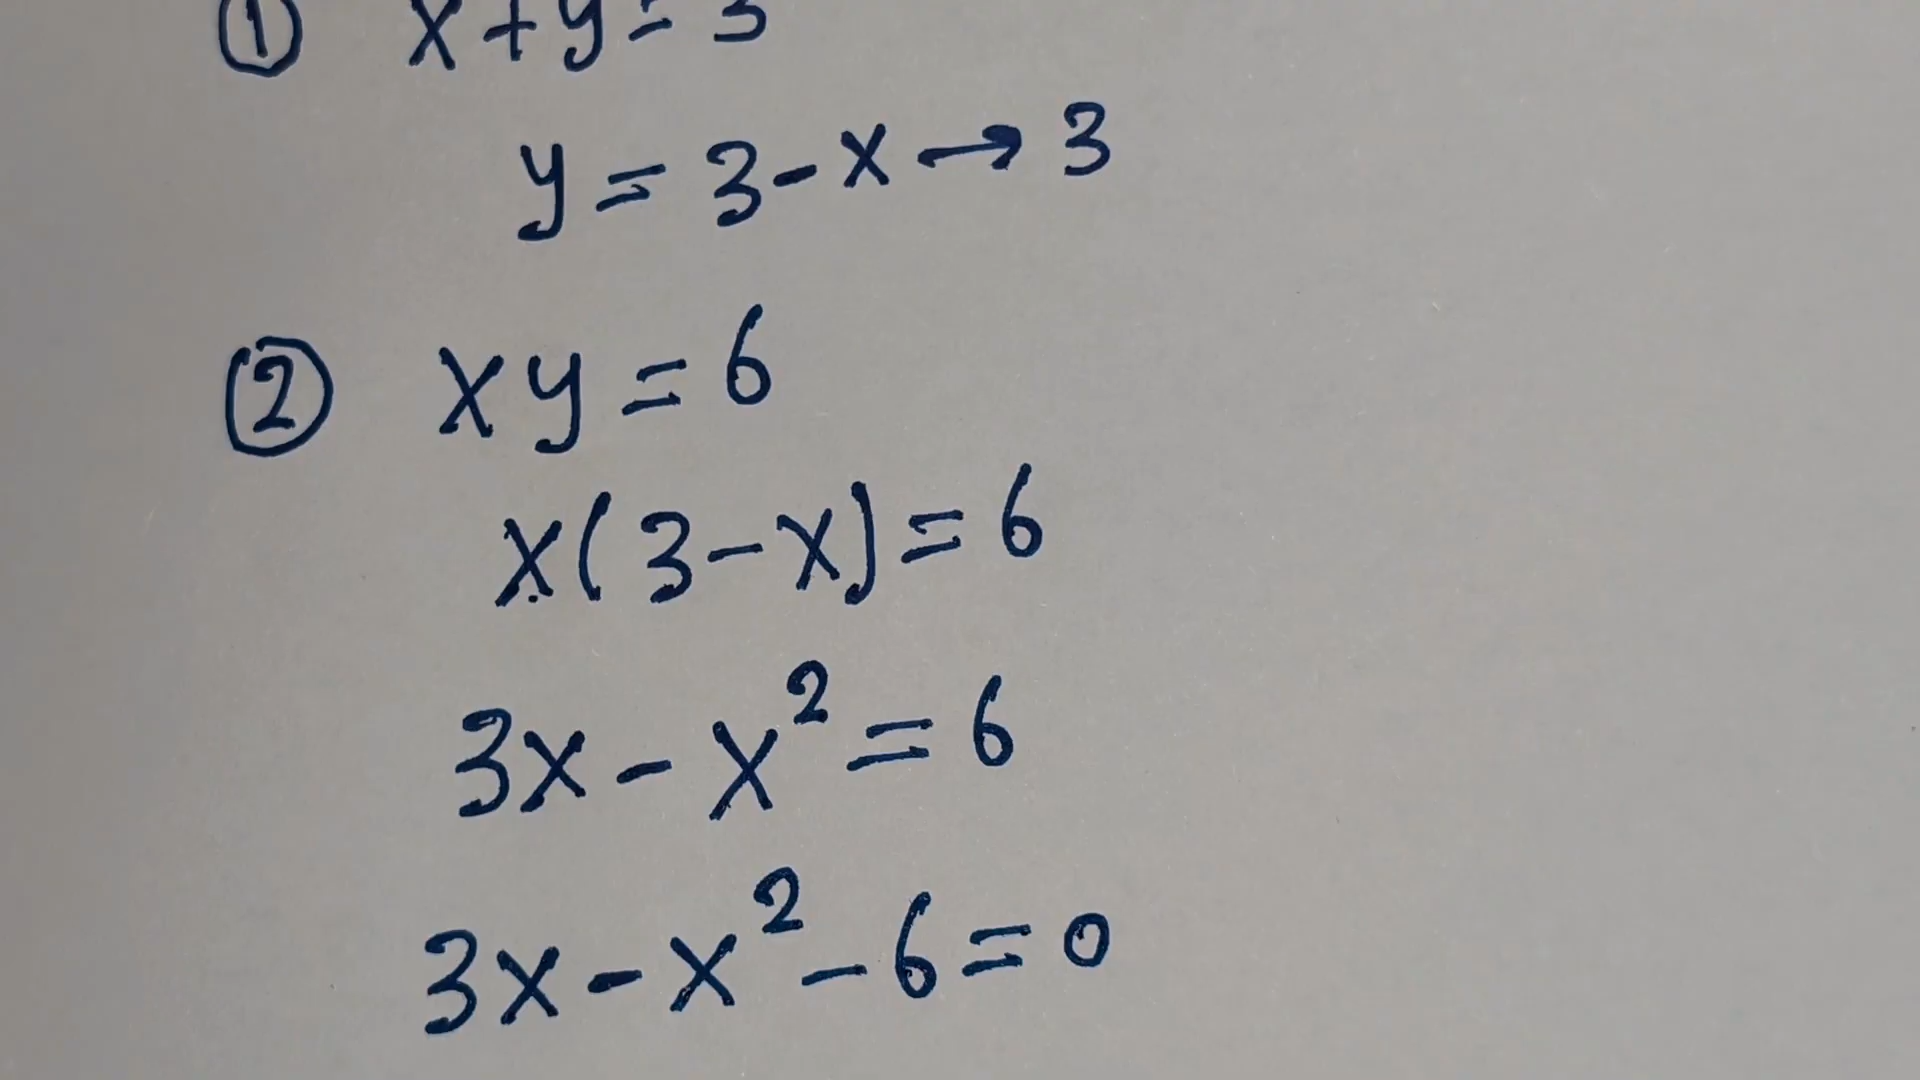 ① x+y=3
y=3-x→3
② xy=6
x(3-x)=6
3x-x²=6
3x-x²-6=0